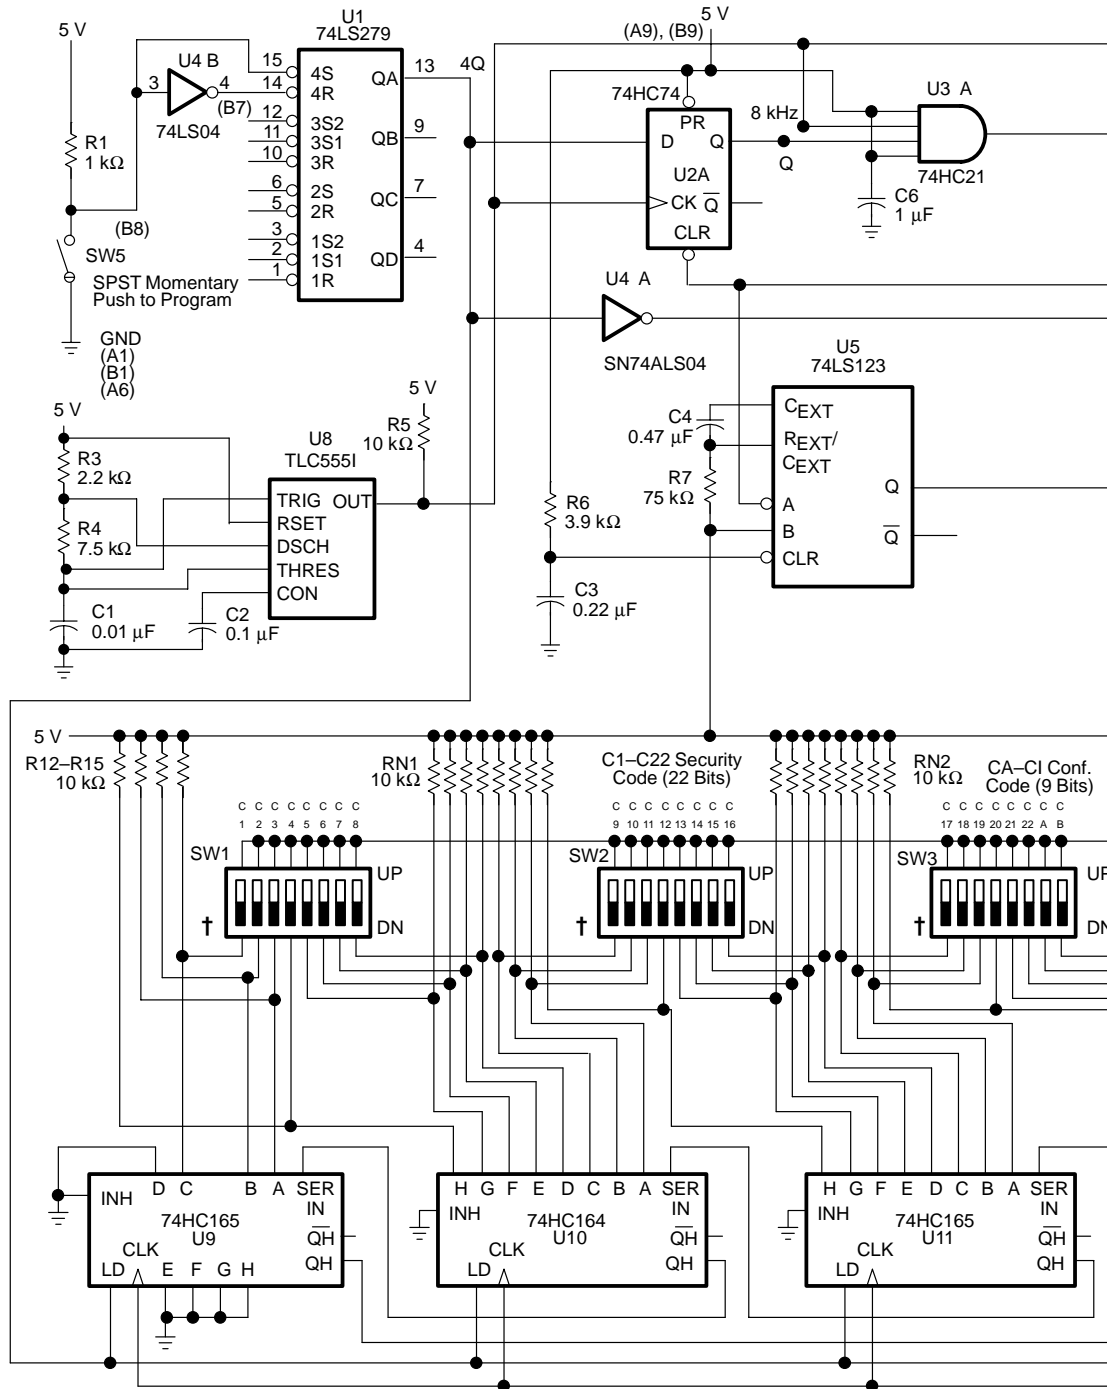 5 V
U1
74LS279
U4 B
3
4
(B7)
74LS04
15
14
12
11
10
6
5
3
2
1
4S
4R
3S2
3S1
3R
2S
2R
1S2
1S1
1R
QA
QB
QC
QD
13
9
7
4
4Q
R1
1 kΩ
(B8)
SW5
SPST Momentary
Push to Program
GND
(A1)
(B1)
(A6)
5 V
(A9), (B9)
74HC74
PR
D
Q
U2A
CK
Q
CLR
8 kHz
Q
U3 A
74HC21
C6
1 μF
U4 A
SN74ALS04
U5
74LS123
CEXT
REXT/
CEXT
A
B
CLR
Q
Q
C4
0.47 μF
R7
75 kΩ
R6
3.9 kΩ
C3
0.22 μF
5 V
R3
2.2 kΩ
R4
7.5 kΩ
C1
0.01 μF
C2
0.1 μF
U8
TLC555I
TRIG
OUT
RSET
DSCH
THRES
CON
R5
10 kΩ
5 V
5 V
R12–R15
10 kΩ
RN1
10 kΩ
C1–C22 Security
Code (22 Bits)
RN2
10 kΩ
CA–CI Conf.
Code (9 Bits)
C C C C C C C C
1 2 3 4 5 6 7 8
SW1
UP
DN
†
C C C C C C C C
9 10 11 12 13 14 15 16
SW2
UP
DN
†
C C C C C C C C
17 18 19 20 21 22 A B
SW3
UP
DN
†
D C B A SER
IN
INH
74HC165
U9
QH
QH
CLK
LD
E F G H
H G F E D C B A SER
IN
INH
74HC164
U10
QH
QH
CLK
LD
H G F E D C B A SER
IN
INH
74HC165
U11
QH
QH
CLK
LD